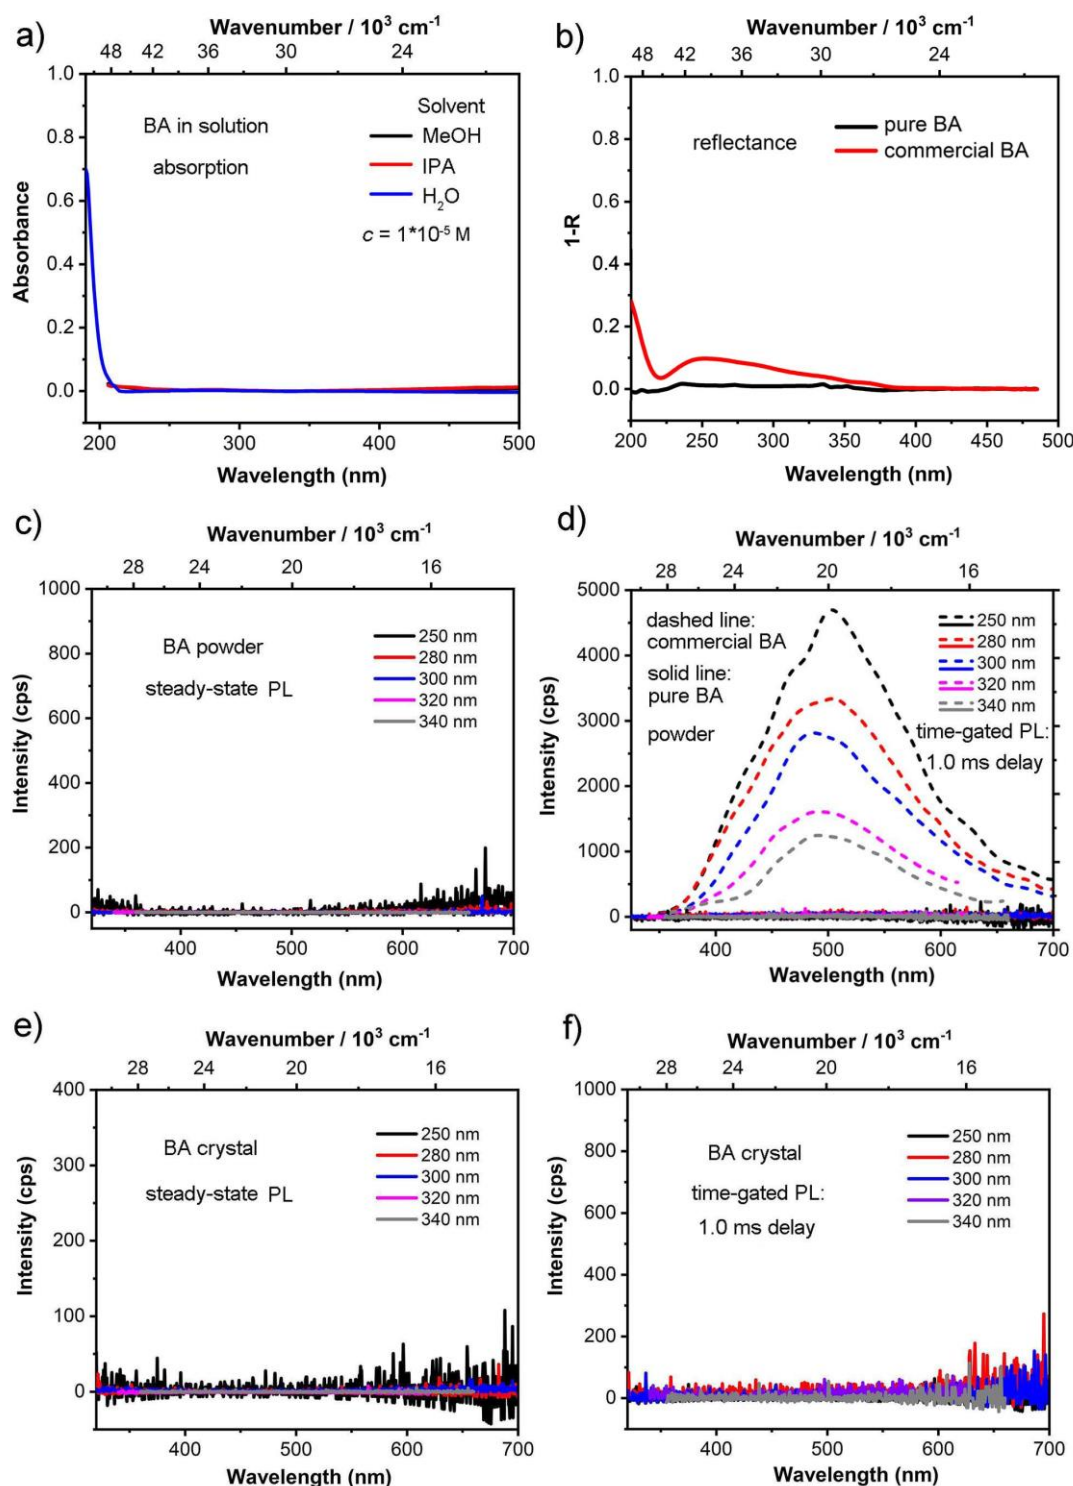 a)
Wavenumber / 10³ cm⁻¹
48 42 36 30 24
1.0
0.8
0.6
0.4
0.2
0.0
Absorbance
BA in solution
absorption
Solvent
MeOH
IPA
H₂O
c = 1*10⁻⁵ M
200 300 400 500
Wavelength (nm)
b)
Wavenumber / 10³ cm⁻¹
48 42 36 30 24
1.0
0.8
0.6
0.4
0.2
0.0
1-R
reflectance
pure BA
commercial BA
200 250 300 350 400 450 500
Wavelength (nm)
c)
Wavenumber / 10³ cm⁻¹
28 24 20 16
1000
800
600
400
200
0
Intensity (cps)
BA powder
steady-state PL
250 nm
280 nm
300 nm
320 nm
340 nm
400 500 600 700
Wavelength (nm)
d)
Wavenumber / 10³ cm⁻¹
28 24 20 16
5000
4000
3000
2000
1000
0
Intensity (cps)
dashed line:
commercial BA
solid line:
pure BA
powder
250 nm
280 nm
300 nm
320 nm
340 nm
time-gated PL:
1.0 ms delay
400 500 600 700
Wavelength (nm)
e)
Wavenumber / 10³ cm⁻¹
28 24 20 16
400
300
200
100
0
Intensity (cps)
BA crystal
steady-state PL
250 nm
280 nm
300 nm
320 nm
340 nm
400 500 600 700
Wavelength (nm)
f)
Wavenumber / 10³ cm⁻¹
28 24 20 16
1000
800
600
400
200
0
Intensity (cps)
BA crystal
time-gated PL:
1.0 ms delay
250 nm
280 nm
300 nm
320 nm
340 nm
400 500 600 700
Wavelength (nm)